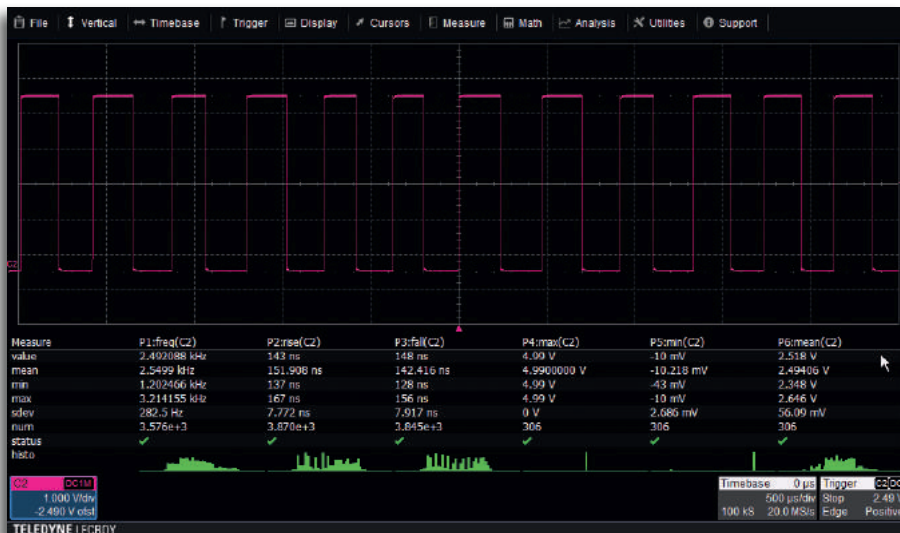 File Vertical Timebase Trigger Display Cursors Measure Math Analysis Utilities Support
C2
Measure P1:freq(C2) P2:rise(C2) P3:fall(C2) P4:max(C2) P5:min(C2) P6:mean(C2)
value 2.492088 kHz 143 ns 148 ns 4.99 V -10 mV 2.518 V
mean 2.5499 kHz 151.908 ns 142.416 ns 4.9900000 V -10.218 mV 2.49406 V
min 1.202466 kHz 137 ns 128 ns 4.99 V -43 mV 2.348 V
max 3.214155 kHz 167 ns 156 ns 4.99 V -10 mV 2.646 V
sdev 282.5 Hz 7.772 ns 7.917 ns 0 V 2.686 mV 56.09 mV
num 3.576e+3 3.870e+3 3.845e+3 306 306 306
status
histo
C2 DC1M
1.000 V/div
-2.490 V ofst
Timebase 0 µs
500 µs/div
100 kS 20.0 MS/s
Trigger C2 DC
Stop 2.49 V
Edge Positive
TELEDYNE LECROY